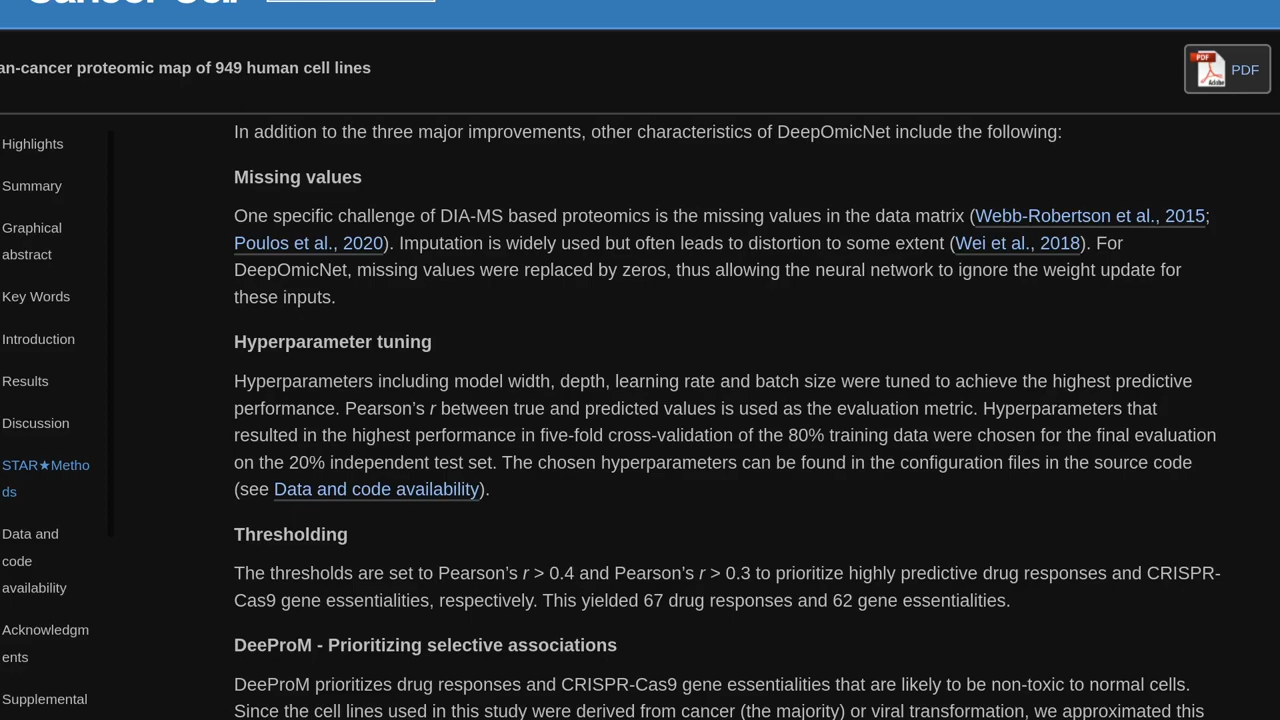 Cancer Cell
an-cancer proteomic map of 949 human cell lines
PDF
PDF
Adobe
Highlights
Summary
Graphical
abstract
Key Words
Introduction
Results
Discussion
STAR★Metho
ds
Data and
code
availability
Acknowledgm
ents
Supplemental
In addition to the three major improvements, other characteristics of DeepOmicNet include the following:
Missing values
One specific challenge of DIA-MS based proteomics is the missing values in the data matrix (Webb-Robertson et al., 2015;
Poulos et al., 2020). Imputation is widely used but often leads to distortion to some extent (Wei et al., 2018). For
DeepOmicNet, missing values were replaced by zeros, thus allowing the neural network to ignore the weight update for
these inputs.
Hyperparameter tuning
Hyperparameters including model width, depth, learning rate and batch size were tuned to achieve the highest predictive
performance. Pearson’s r between true and predicted values is used as the evaluation metric. Hyperparameters that
resulted in the highest performance in five-fold cross-validation of the 80% training data were chosen for the final evaluation
on the 20% independent test set. The chosen hyperparameters can be found in the configuration files in the source code
(see Data and code availability).
Thresholding
The thresholds are set to Pearson’s r > 0.4 and Pearson’s r > 0.3 to prioritize highly predictive drug responses and CRISPR-
Cas9 gene essentialities, respectively. This yielded 67 drug responses and 62 gene essentialities.
DeeProM - Prioritizing selective associations
DeeProM prioritizes drug responses and CRISPR-Cas9 gene essentialities that are likely to be non-toxic to normal cells.
Since the cell lines used in this study were derived from cancer (the majority) or viral transformation, we approximated this